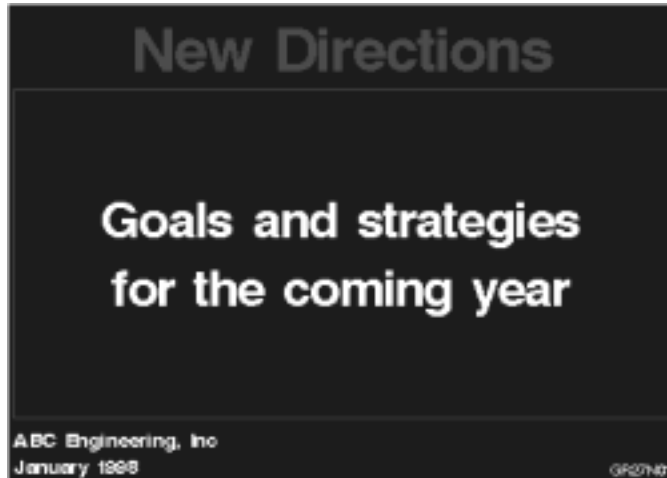 New Directions
Goals and strategies
for the coming year
ABC Engineering, Inc
January 1998